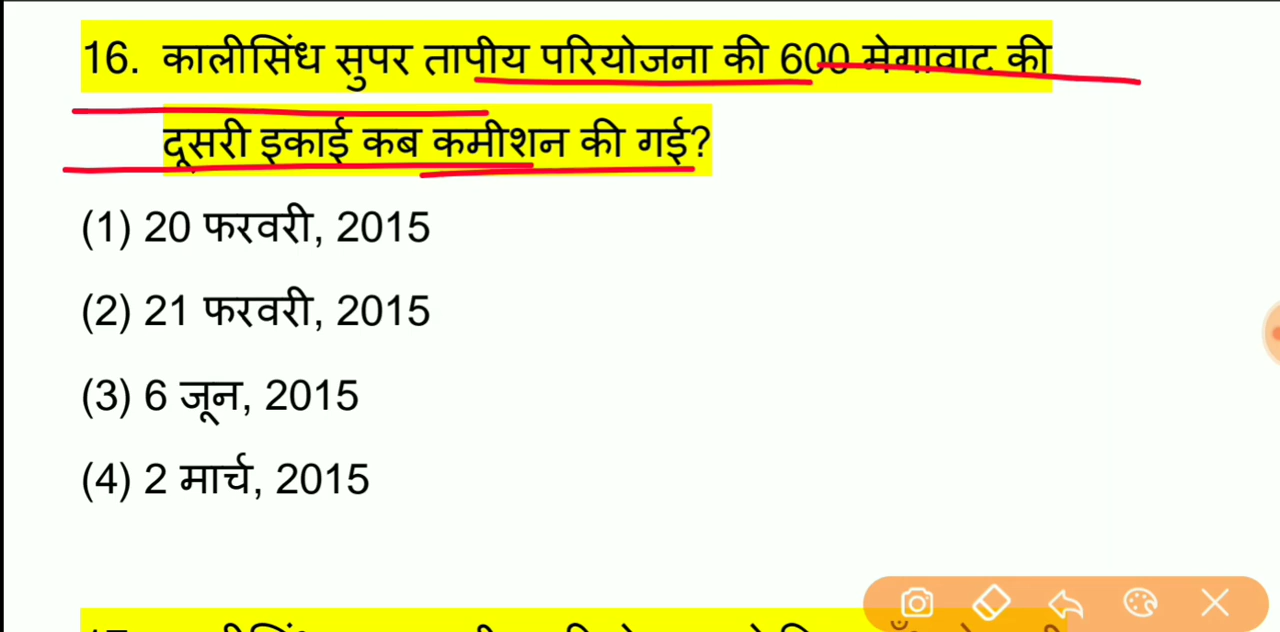 16. कालीसिंध सुपर तापीय परियोजना की 600 मेगावाट की
दूसरी इकाई कब कमीशन की गई?
(1) 20 फरवरी, 2015
(2) 21 फरवरी, 2015
(3) 6 जून, 2015
(4) 2 मार्च, 2015